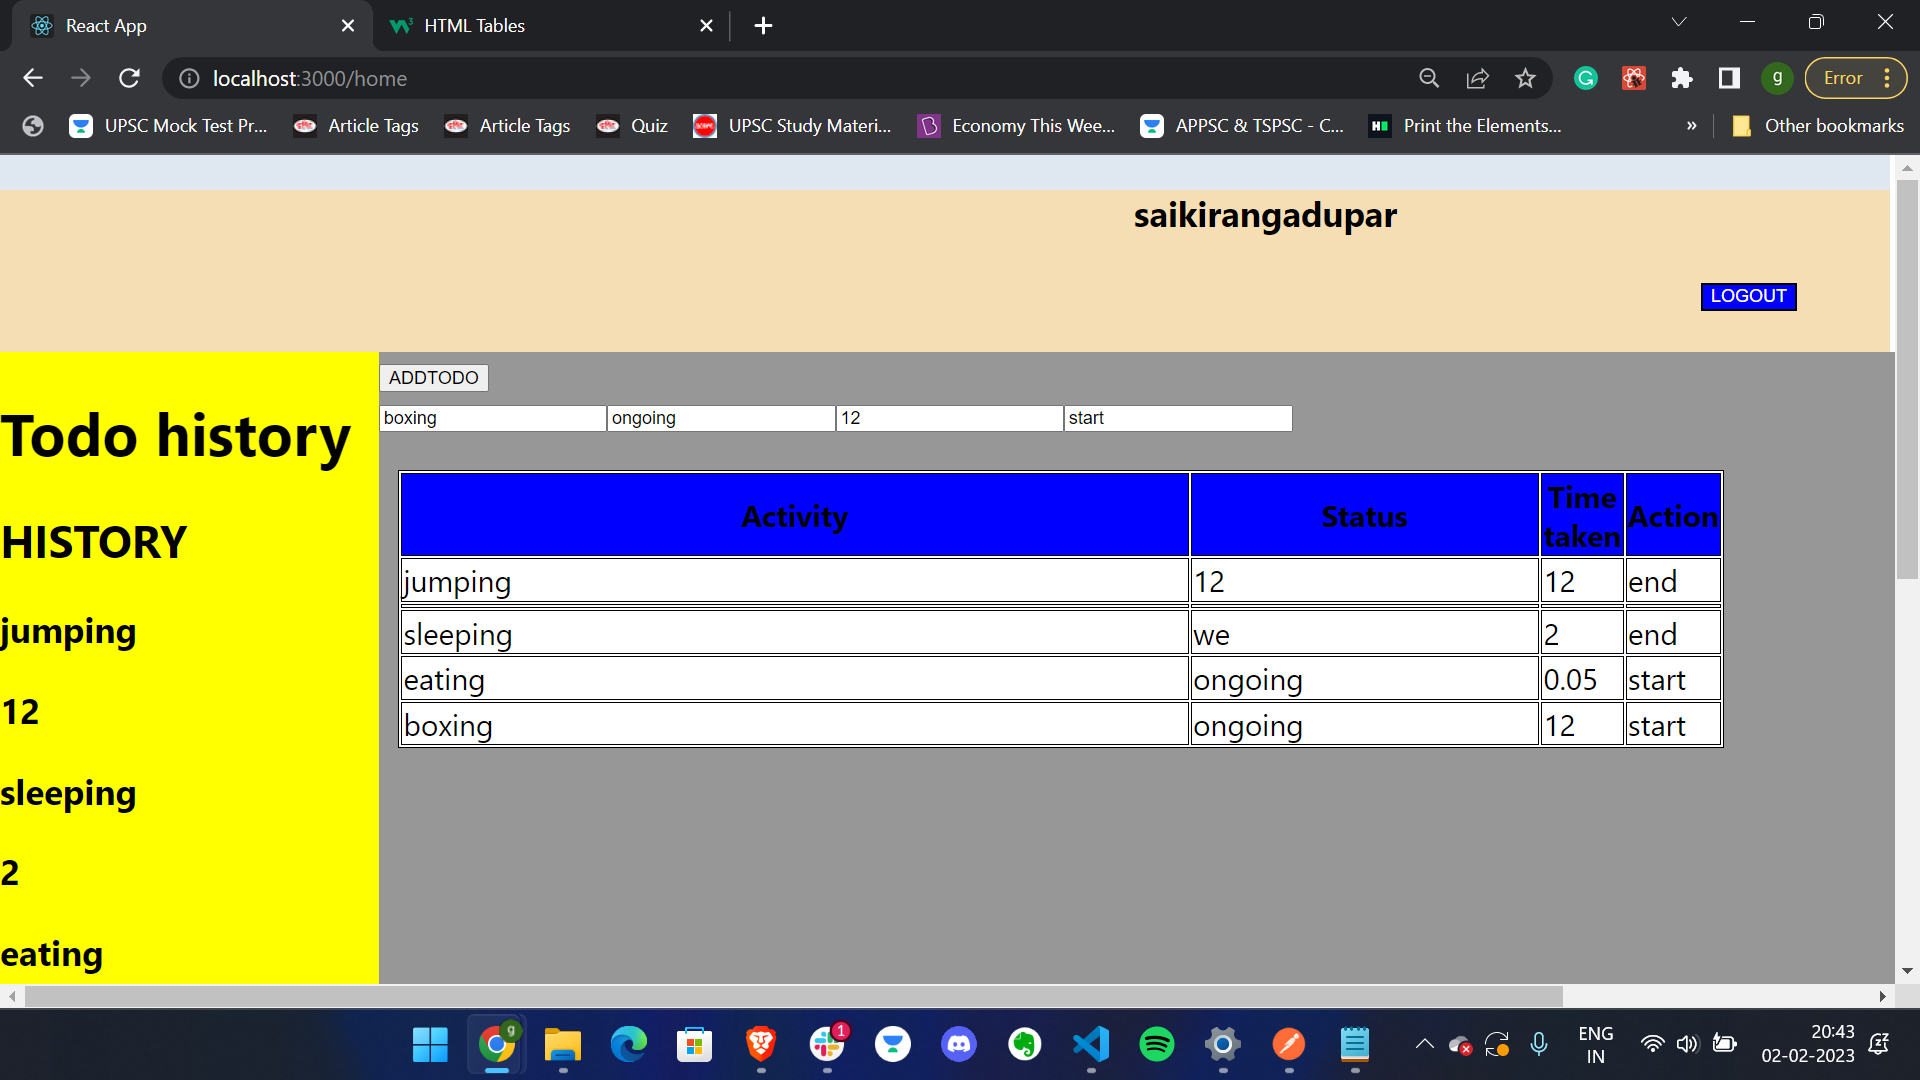 React App
HTML Tables
localhost:3000/home
g
Error
UPSC Mock Test Pr...
Article Tags
Article Tags
Quiz
UPSC Study Materi...
Economy This Wee...
APPSC & TSPSC - C...
Print the Elements...
»
Other bookmarks
saikirangadupar
LOGOUT
ADDTODO
boxing ongoing 12 start
Todo history
HISTORY
jumping
12
sleeping
2
eating
Activity Status Time taken Action
jumping 12 12 end
sleeping we 2 end
eating ongoing 0.05 start
boxing ongoing 12 start
g
1
ENG
IN
20:43
02-02-2023